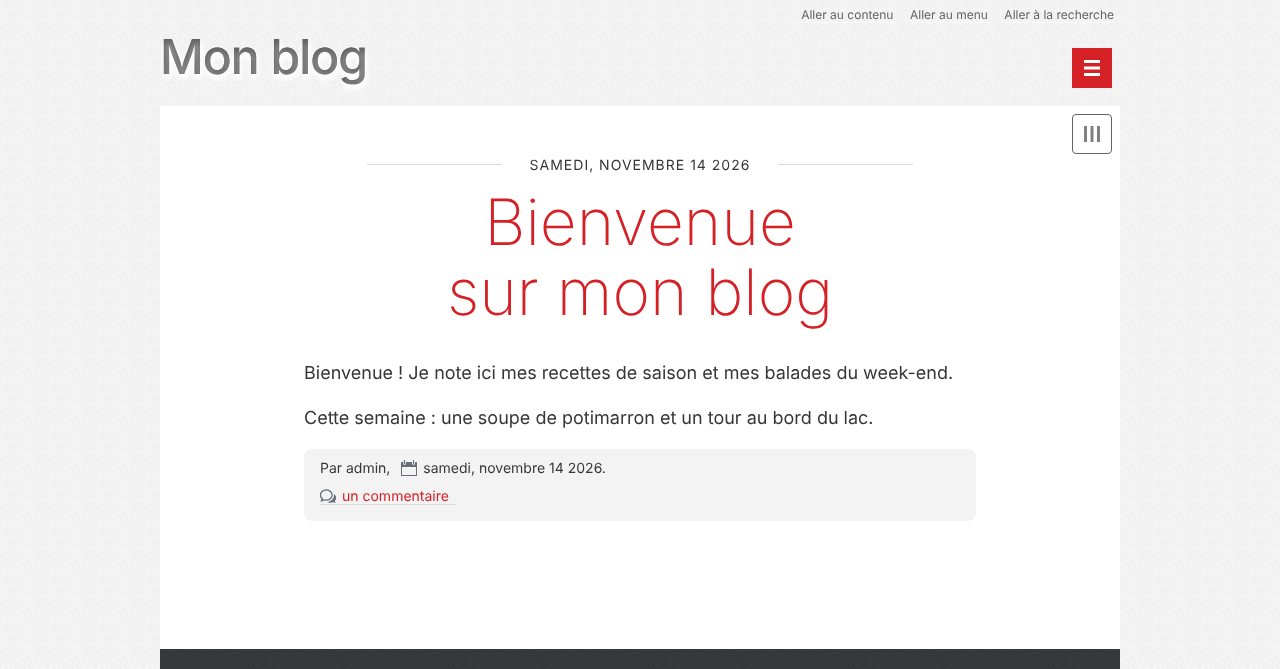 Aller au contenu Aller au menu Aller à la recherche
Mon blog
SAMEDI, NOVEMBRE 14 2026
Bienvenue
sur mon blog
Bienvenue ! Je note ici mes recettes de saison et mes balades du week-end.
Cette semaine : une soupe de potimarron et un tour au bord du lac.
Par admin, samedi, novembre 14 2026.
un commentaire